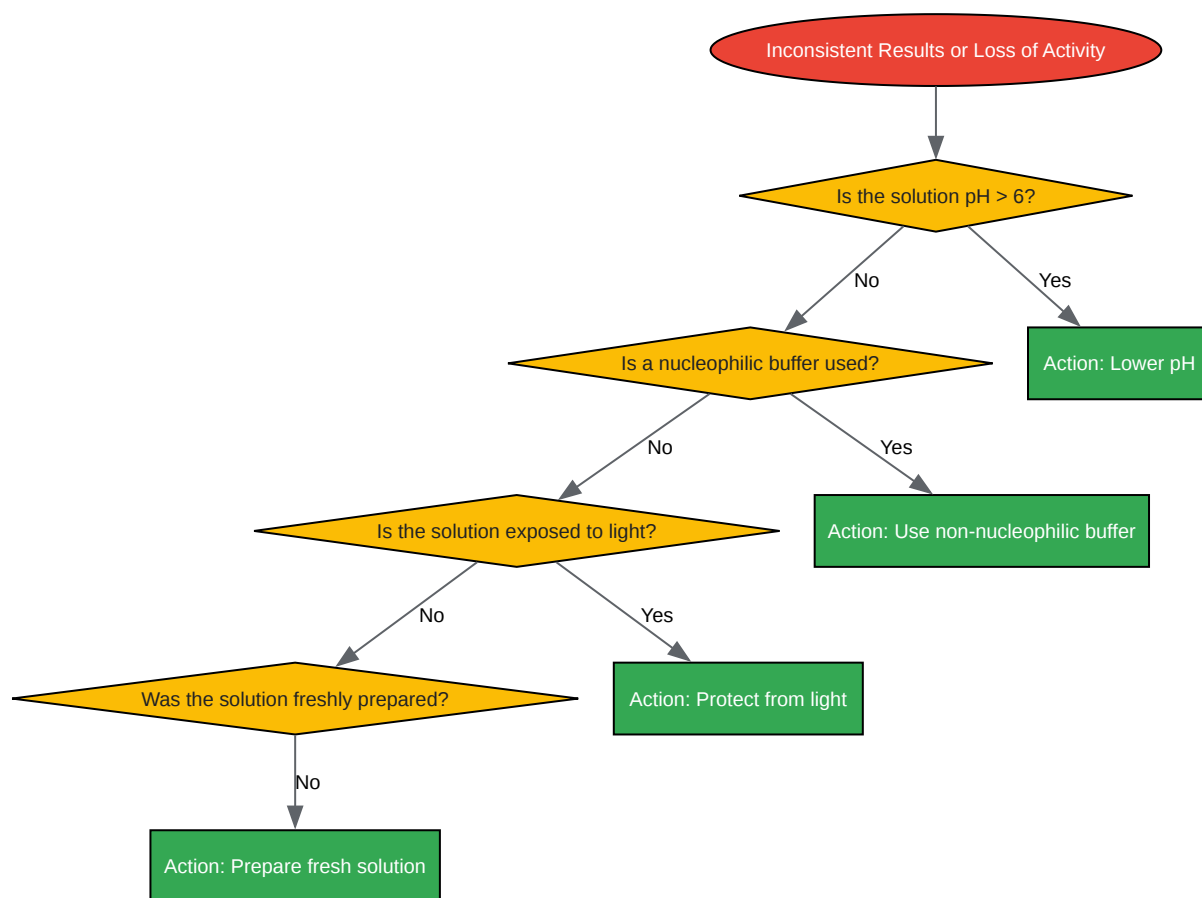 Inconsistent Results or Loss of Activity
Is the solution pH > 6?
No
Yes
Is a nucleophilic buffer used?
Action: Lower pH
No
Yes
Is the solution exposed to light?
Action: Use non-nucleophilic buffer
No
Yes
Was the solution freshly prepared?
Action: Protect from light
No
Action: Prepare fresh solution